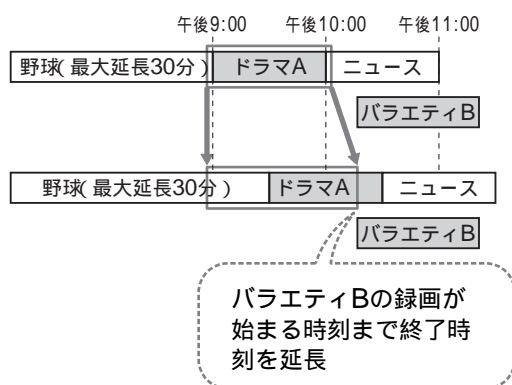 午後9:00 午後10:00 午後11:00
野球(最大延長30分) ドラマA ニュース
バラエティB
野球(最大延長30分) ドラマA ニュース
バラエティB
バラエティBの録画が
始まる時刻まで終了時
刻を延長